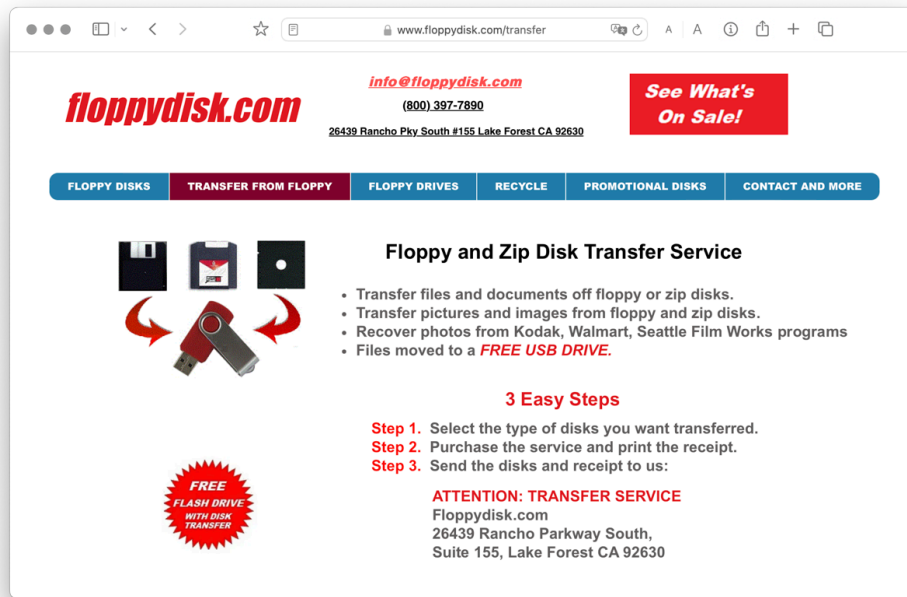 www.floppydisk.com/transfer
A A
floppydisk.com
info@floppydisk.com
(800) 397-7890
26439 Rancho Pky South #155 Lake Forest CA 92630
See What's
On Sale!
FLOPPY DISKS TRANSFER FROM FLOPPY FLOPPY DRIVES RECYCLE PROMOTIONAL DISKS CONTACT AND MORE
Floppy and Zip Disk Transfer Service
• Transfer files and documents off floppy or zip disks.
• Transfer pictures and images from floppy and zip disks.
• Recover photos from Kodak, Walmart, Seattle Film Works programs
• Files moved to a FREE USB DRIVE.
3 Easy Steps
Step 1. Select the type of disks you want transferred.
Step 2. Purchase the service and print the receipt.
Step 3. Send the disks and receipt to us:
ATTENTION: TRANSFER SERVICE
Floppydisk.com
26439 Rancho Parkway South,
Suite 155, Lake Forest CA 92630
FREE
FLASH DRIVE
WITH DISK
TRANSFER